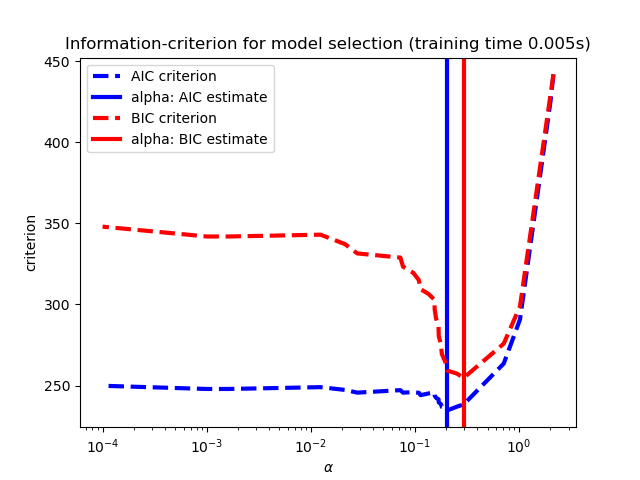 Information-criterion for model selection (training time 0.005s)
AIC criterion
alpha: AIC estimate
BIC criterion
alpha: BIC estimate
450
400
350
300
250
criterion
10⁻⁴
10⁻³
10⁻²
10⁻¹
10⁰
α